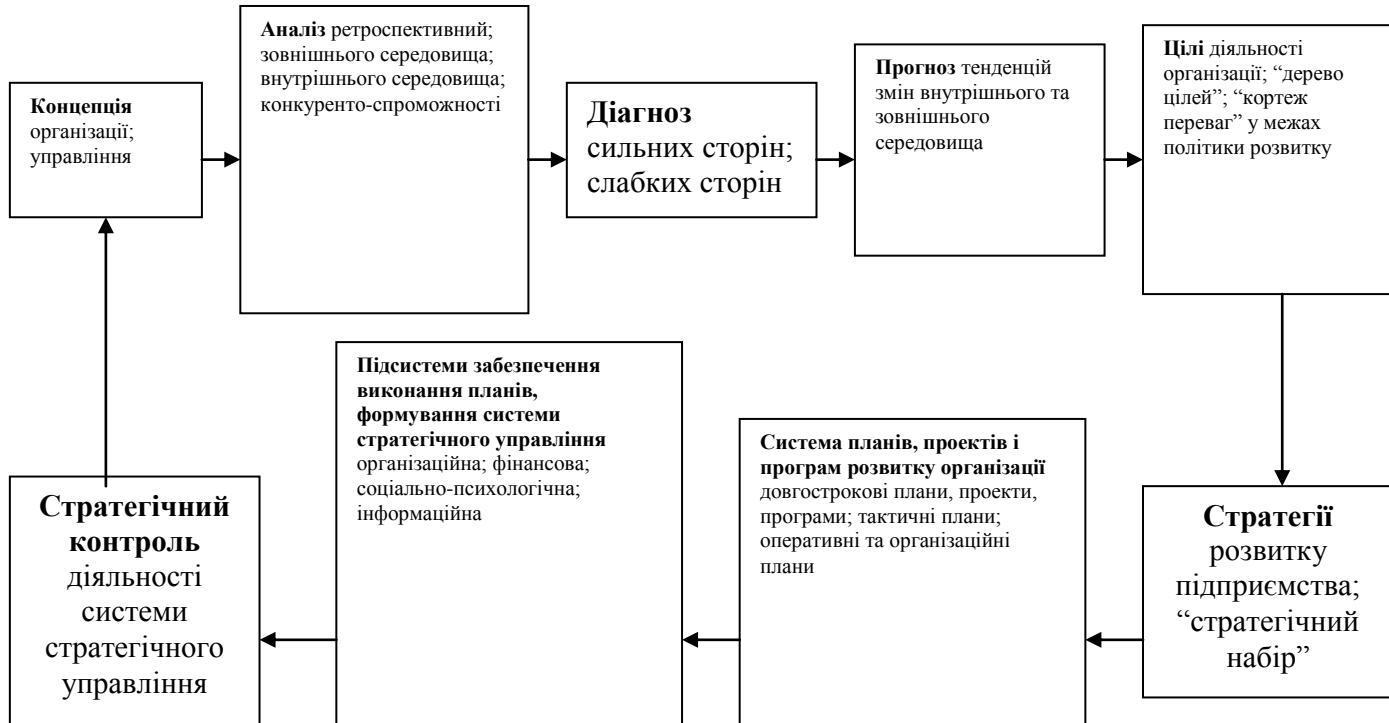 Концепція
організації;
управління
Аналіз ретроспективний;
зовнішнього середовища;
внутрішнього середовища;
конкуренто-спроможності
Діагноз
сильних сторін;
слабких сторін
Прогноз тенденцій
змін внутрішнього та
зовнішнього
середовища
Цілі діяльності
організації; “дерево
цілей”; “кортеж
переваг” у межах
політики розвитку
Стратегії
розвитку
підприємства;
“стратегічний
набір”
Система планів, проектів і
програм розвитку організації
довгострокові плани, проекти,
програми; тактичні плани;
оперативні та організаційні
плани
Підсистеми забезпечення
виконання планів,
формування системи
стратегічного управління
організаційна; фінансова;
соціально-психологічна;
інформаційна
Стратегічний
контроль
діяльності
системи
стратегічного
управління